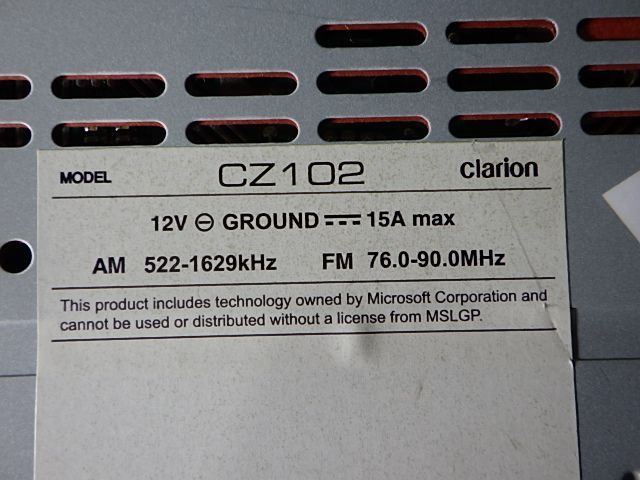 MODEL CZ102 clarion
12V ⊖ GROUND ⎓ 15A max
AM 522-1629kHz FM 76.0-90.0MHz
This product includes technology owned by Microsoft Corporation and
cannot be used or distributed without a license from MSLGP.